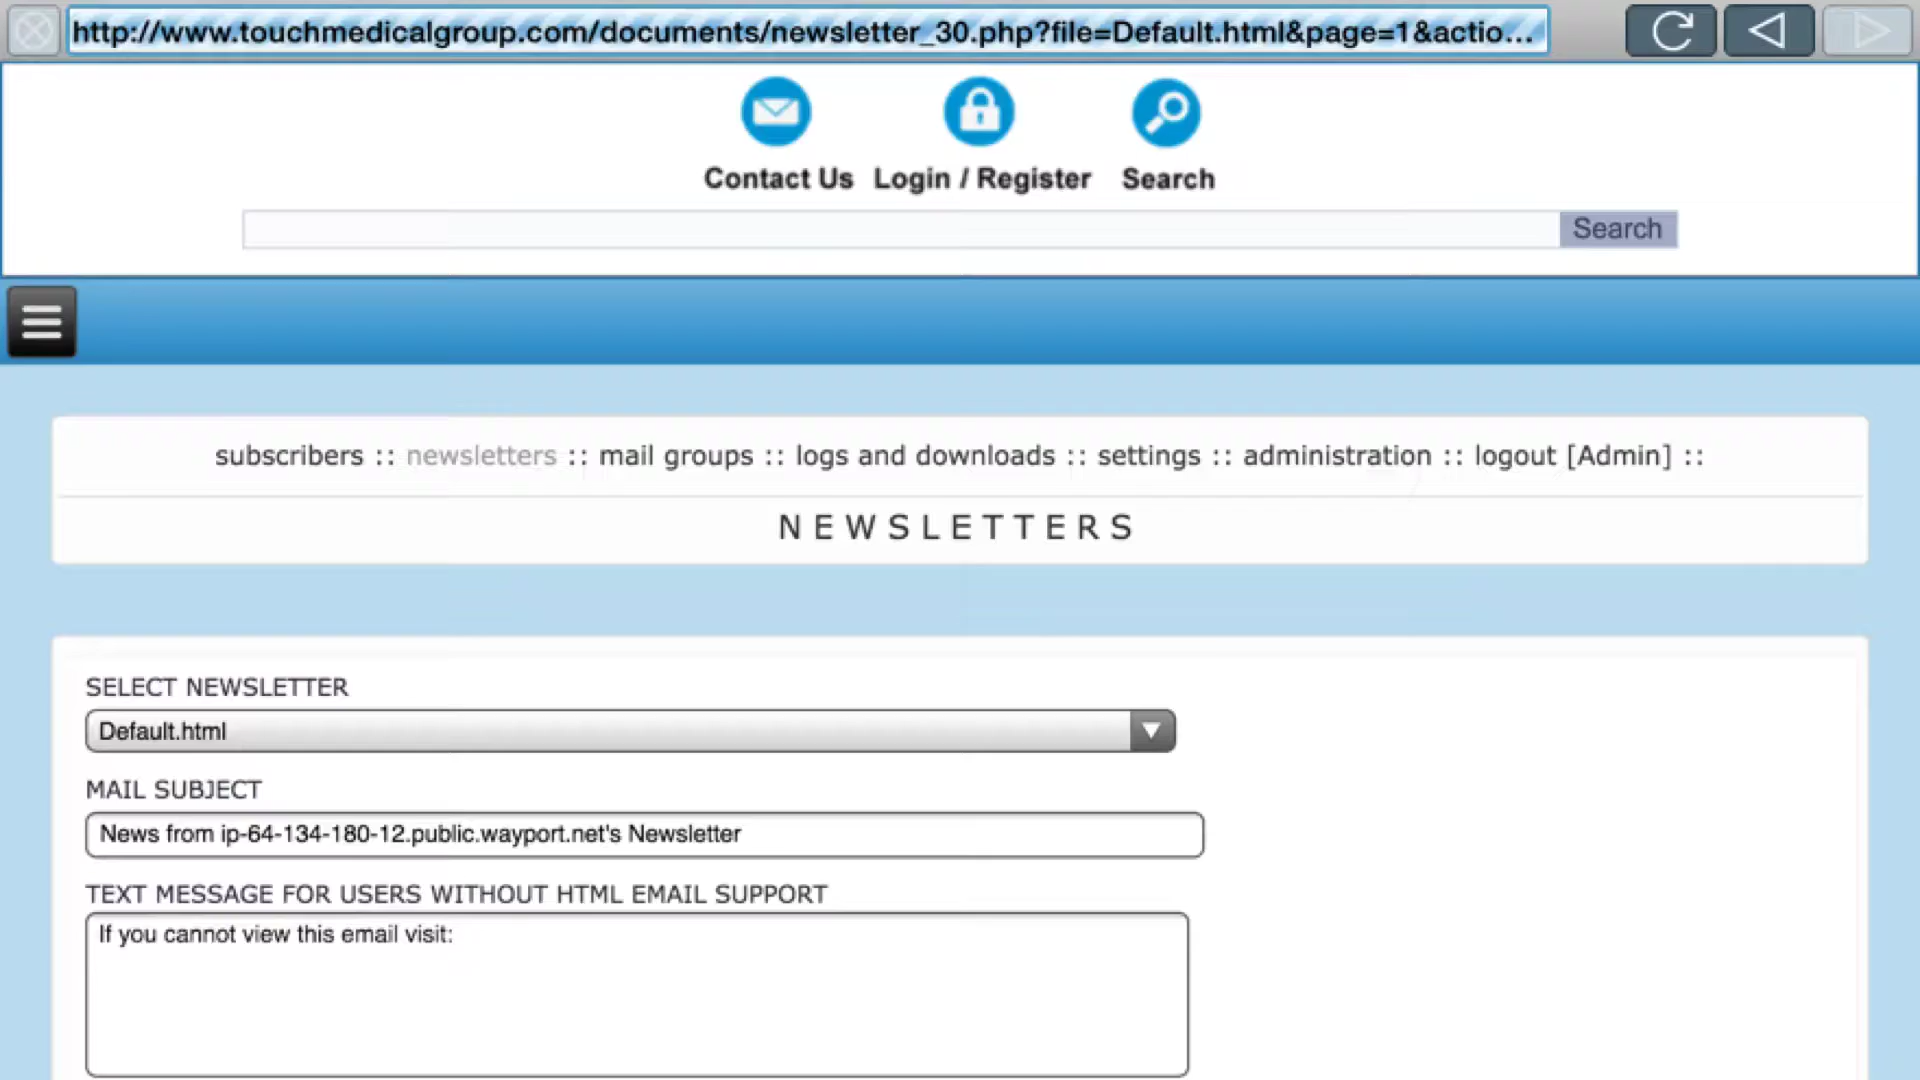 http://www.touchmedicalgroup.com/documents/newsletter_30.php?file=Default.html&page=1&actio...
Contact Us Login / Register Search
Search
subscribers :: newsletters :: mail groups :: logs and downloads :: settings :: administration :: logout [Admin] ::
NEWSLETTERS
SELECT NEWSLETTER
Default.html
MAIL SUBJECT
News from ip-64-134-180-12.public.wayport.net's Newsletter
TEXT MESSAGE FOR USERS WITHOUT HTML EMAIL SUPPORT
If you cannot view this email visit: